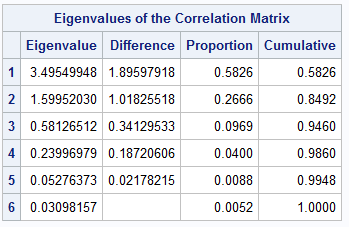 Eigenvalues of the Correlation Matrix
Eigenvalue Difference Proportion Cumulative
1 3.49549948 1.89597918 0.5826 0.5826
2 1.59952030 1.01825518 0.2666 0.8492
3 0.58126512 0.34129533 0.0969 0.9460
4 0.23996979 0.18720606 0.0400 0.9860
5 0.05276373 0.02178215 0.0088 0.9948
6 0.03098157 0.0052 1.0000